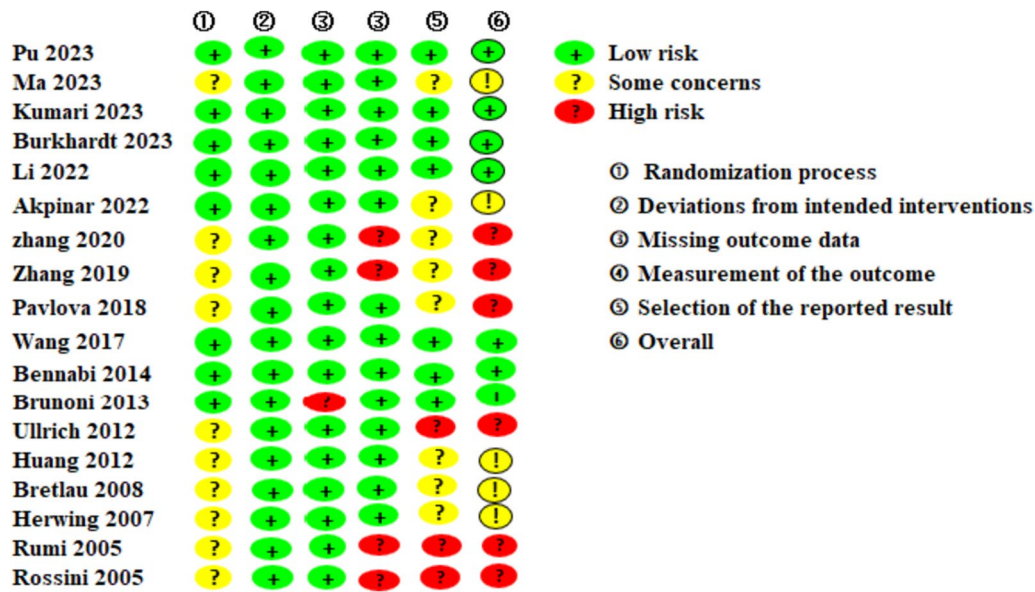 ① ② ③ ③ ⑤ ⑥
Pu 2023 + + + + + +
Ma 2023 ? + + + ? !
Kumari 2023 + + + + + +
Burkhardt 2023 + + + + + +
Li 2022 + + + + + +
Akpinar 2022 + + + + ? !
zhang 2020 ? + + ? ? ?
Zhang 2019 ? + + ? ? ?
Pavlova 2018 ? + + + ? ?
Wang 2017 + + + + + +
Bennabi 2014 + + + + + +
Brunoni 2013 + + ? + + ı
Ullrich 2012 ? + + + ? ?
Huang 2012 ? + + + ? !
Bretlau 2008 ? + + + ? !
Herwing 2007 ? + + + ? !
Rumi 2005 ? + + ? ? ?
Rossini 2005 ? + + ? ? ?
+ Low risk
? Some concerns
? High risk
① Randomization process
② Deviations from intended interventions
③ Missing outcome data
④ Measurement of the outcome
⑤ Selection of the reported result
⑥ Overall